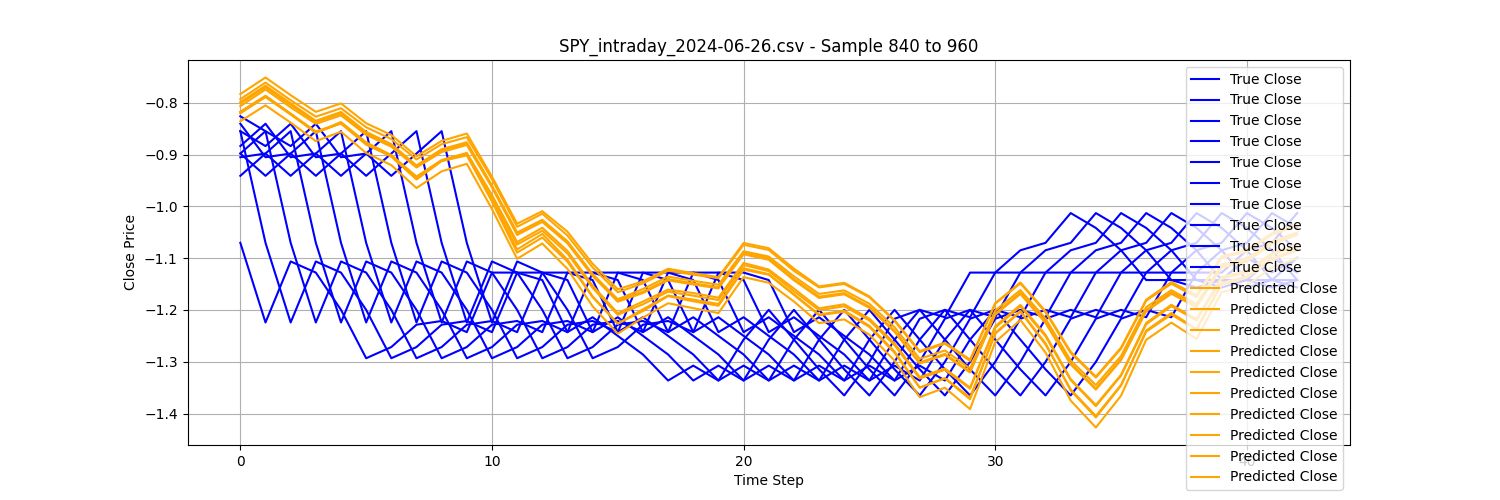 SPY_intraday_2024-06-26.csv - Sample 840 to 960
Close Price
−0.8
−0.9
−1.0
−1.1
−1.2
−1.3
−1.4
0
10
20
30
40
Time Step
True Close
True Close
True Close
True Close
True Close
True Close
True Close
True Close
True Close
True Close
Predicted Close
Predicted Close
Predicted Close
Predicted Close
Predicted Close
Predicted Close
Predicted Close
Predicted Close
Predicted Close
Predicted Close